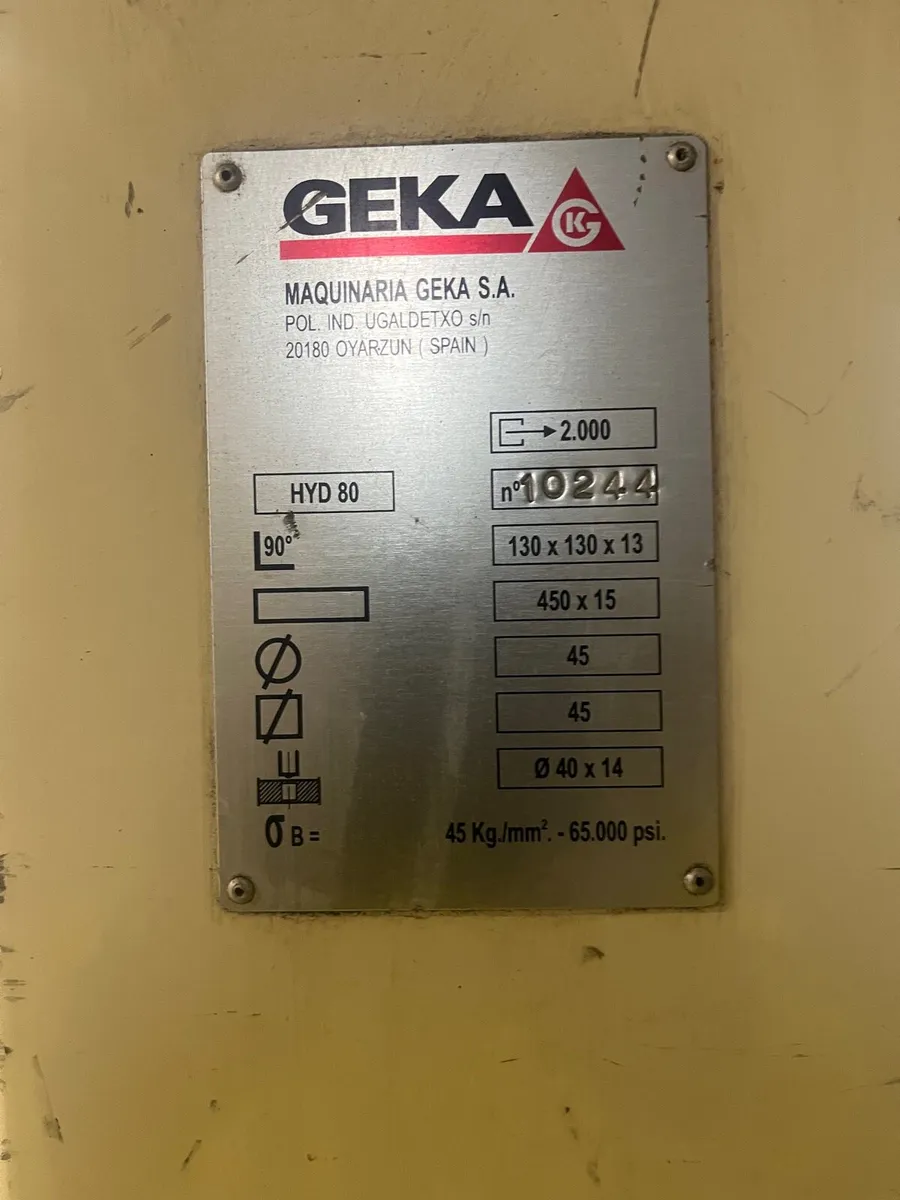 GEKA
KG
MAQUINARIA GEKA S.A.
POL. IND. UGALDETXO s/n
20180 OYARZUN ( SPAIN )
2.000
HYD 80
nº10244
90°
130 x 130 x 13
450 x 15
45
45
Ø 40 x 14
σ B = 45 Kg./mm². - 65.000 psi.